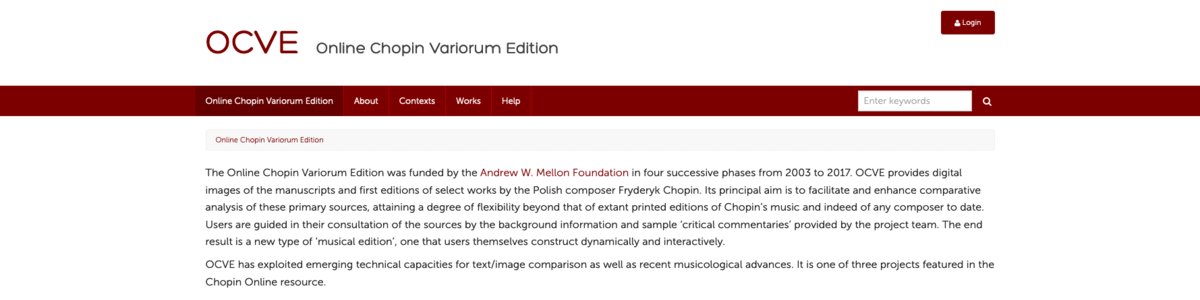 Login
OCVE Online Chopin Variorum Edition
Online Chopin Variorum Edition About Contexts Works Help Enter keywords
Online Chopin Variorum Edition
The Online Chopin Variorum Edition was funded by the Andrew W. Mellon Foundation in four successive phases from 2003 to 2017. OCVE provides digital
images of the manuscripts and first editions of select works by the Polish composer Fryderyk Chopin. Its principal aim is to facilitate and enhance comparative
analysis of these primary sources, attaining a degree of flexibility beyond that of extant printed editions of Chopin's music and indeed of any composer to date.
Users are guided in their consultation of the sources by the background information and sample ‘critical commentaries’ provided by the project team. The end
result is a new type of ‘musical edition’, one that users themselves construct dynamically and interactively.
OCVE has exploited emerging technical capacities for text/image comparison as well as recent musicological advances. It is one of three projects featured in the
Chopin Online resource.